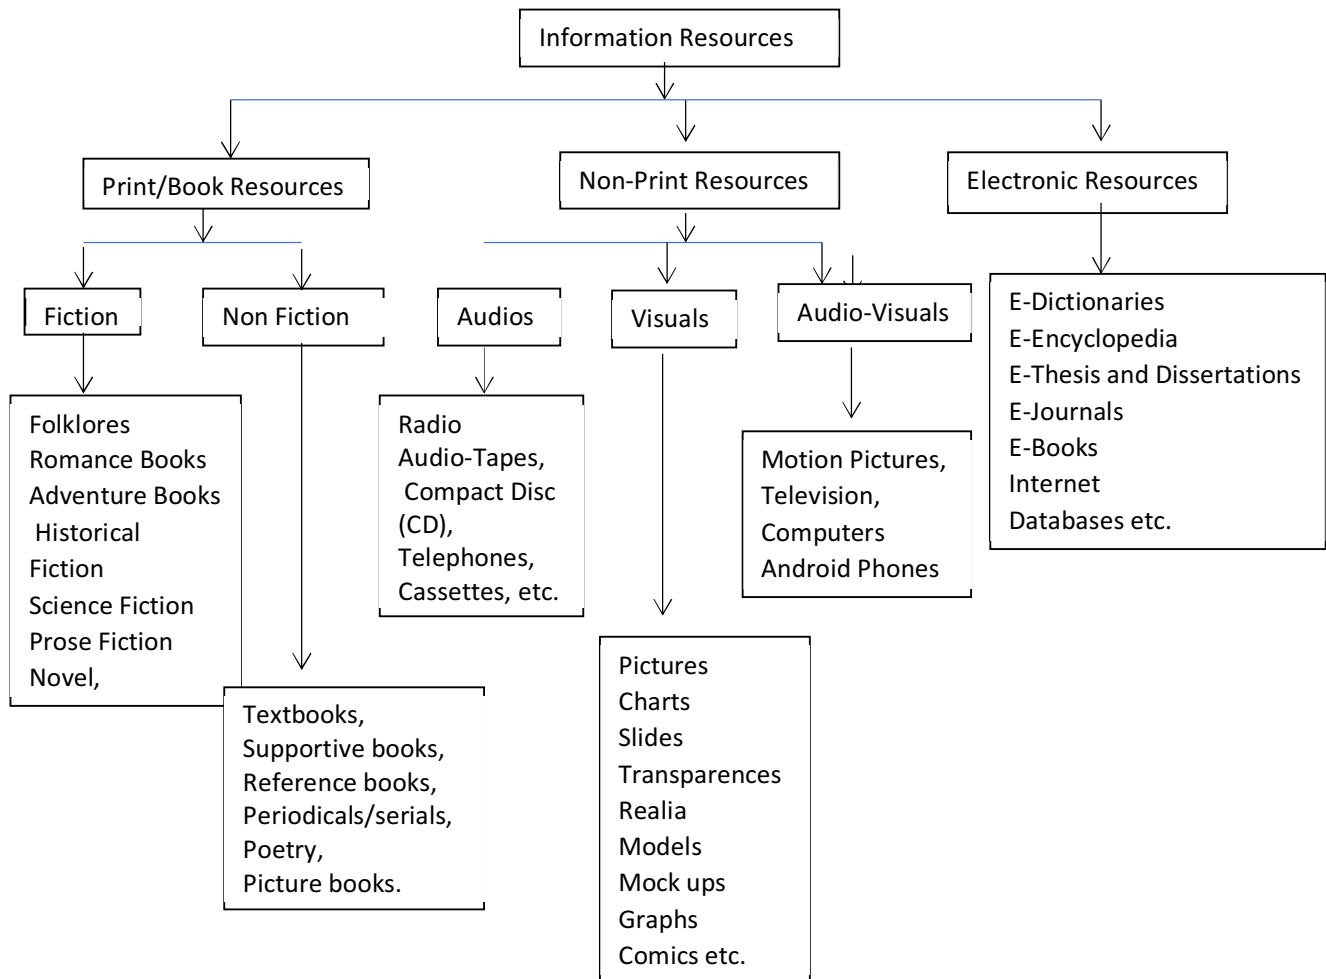 Information Resources
Print/Book Resources
Non-Print Resources
Electronic Resources
Fiction
Non Fiction
Audios
Visuals
Audio-Visuals
E-Dictionaries
E-Encyclopedia
E-Thesis and Dissertations
E-Journals
E-Books
Internet
Databases etc.
Folklores
Romance Books
Adventure Books
Historical
Fiction
Science Fiction
Prose Fiction
Novel,
Radio
Audio-Tapes,
Compact Disc
(CD),
Telephones,
Cassettes, etc.
Motion Pictures,
Television,
Computers
Android Phones
Textbooks,
Supportive books,
Reference books,
Periodicals/serials,
Poetry,
Picture books.
Pictures
Charts
Slides
Transparences
Realia
Models
Mock ups
Graphs
Comics etc.